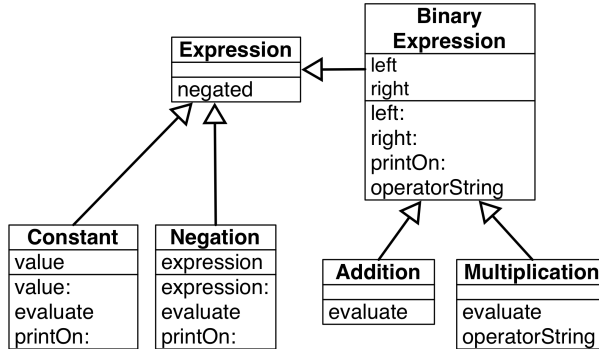 Expression
negated
Binary
Expression
left
right
left:
right:
printOn:
operatorString
Constant
value
value:
evaluate
printOn:
Negation
expression
expression:
evaluate
printOn:
Addition
evaluate
Multiplication
evaluate
operatorString